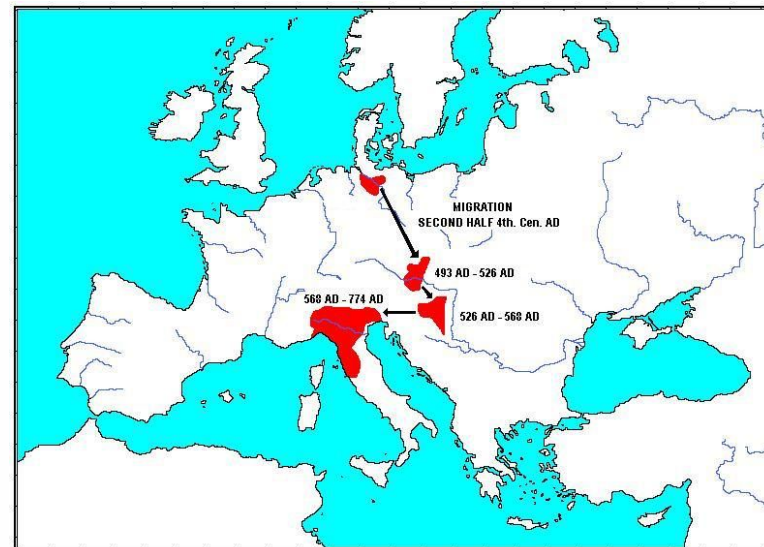 MIGRATION
SECOND HALF 4th. Cen. AD
493 AD - 526 AD
568 AD - 774 AD
526 AD - 568 AD